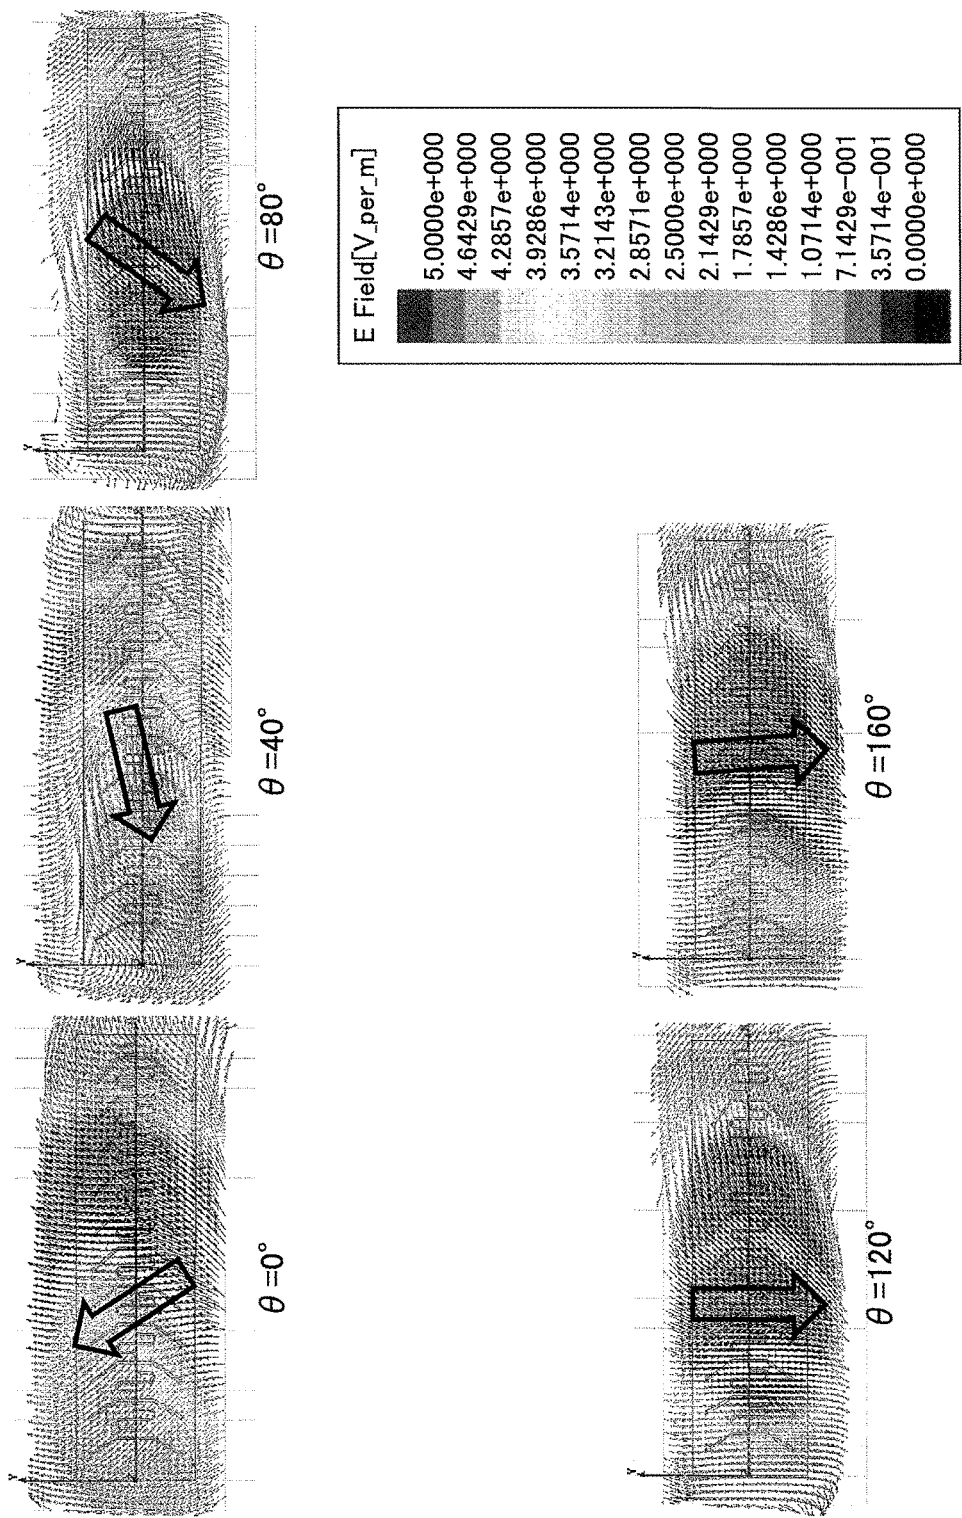 θ=0°
θ=40°
θ=80°
θ=120°
θ=160°
E Field[V_per_m]
5.0000e+000
4.6429e+000
4.2857e+000
3.9286e+000
3.5714e+000
3.2143e+000
2.8571e+000
2.5000e+000
2.1429e+000
1.7857e+000
1.4286e+000
1.0714e+000
7.1429e-001
3.5714e-001
0.0000e+000
Y
Y
Y
Y
Y